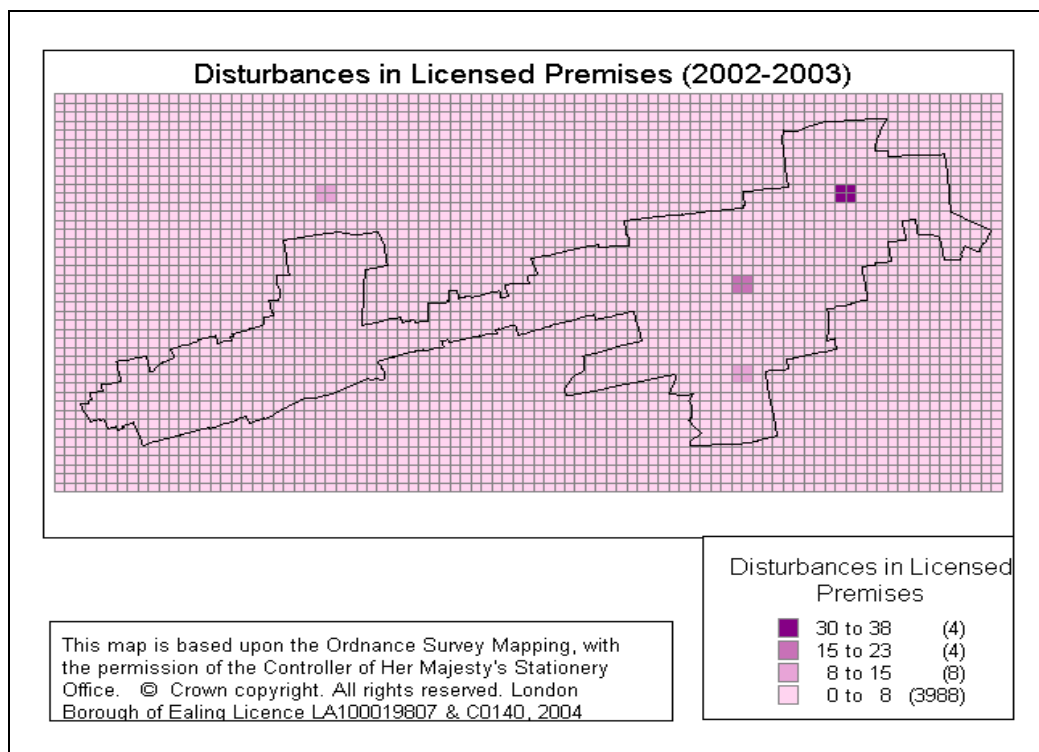 Disturbances in Licensed Premises (2002-2003)
Disturbances in Licensed
Premises
30 to 38 (4)
15 to 23 (4)
8 to 15 (8)
0 to 8 (3988)
This map is based upon the Ordnance Survey Mapping, with
the permission of the Controller of Her Majesty's Stationery
Office. © Crown copyright. All rights reserved. London
Borough of Ealing Licence LA100019807 & C0140, 2004